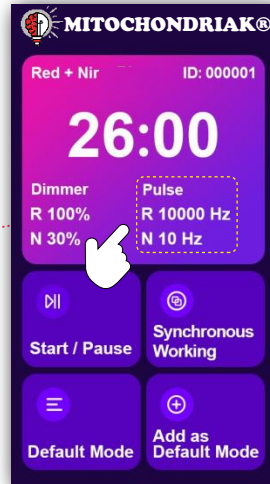 MITOCHONDRIAK®
Red + Nir ID: 000001
26:00
Dimmer Pulse
R 100% R 10000 Hz
N 30% N 10 Hz
Start / Pause
Synchronous
Working
Default Mode
Add as
Default Mode